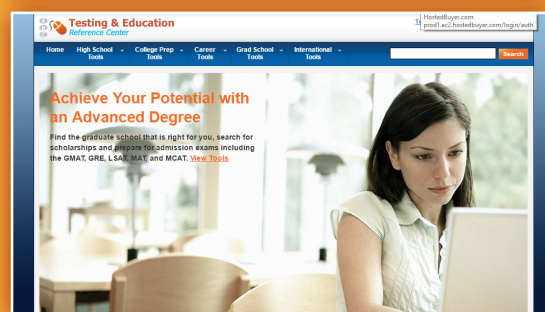 Testing & Education
Reference Center
HostedBuyer.com
prod1.ec2.hostedbuyer.com/login/auth
Home
High School Tools
College Prep Tools
Career Tools
Grad School Tools
International Tools
Search
Achieve Your Potential with
an Advanced Degree
Find the graduate school that is right for you, search for
scholarships and prepare for admission exams including
the GMAT, GRE, LSAT, MAT, and MCAT. View Tools